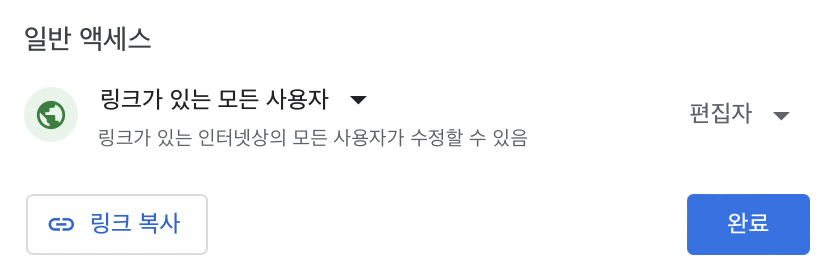 일반 액세스
링크가 있는 모든 사용자
편집자
링크가 있는 인터넷상의 모든 사용자가 수정할 수 있음
링크 복사
완료